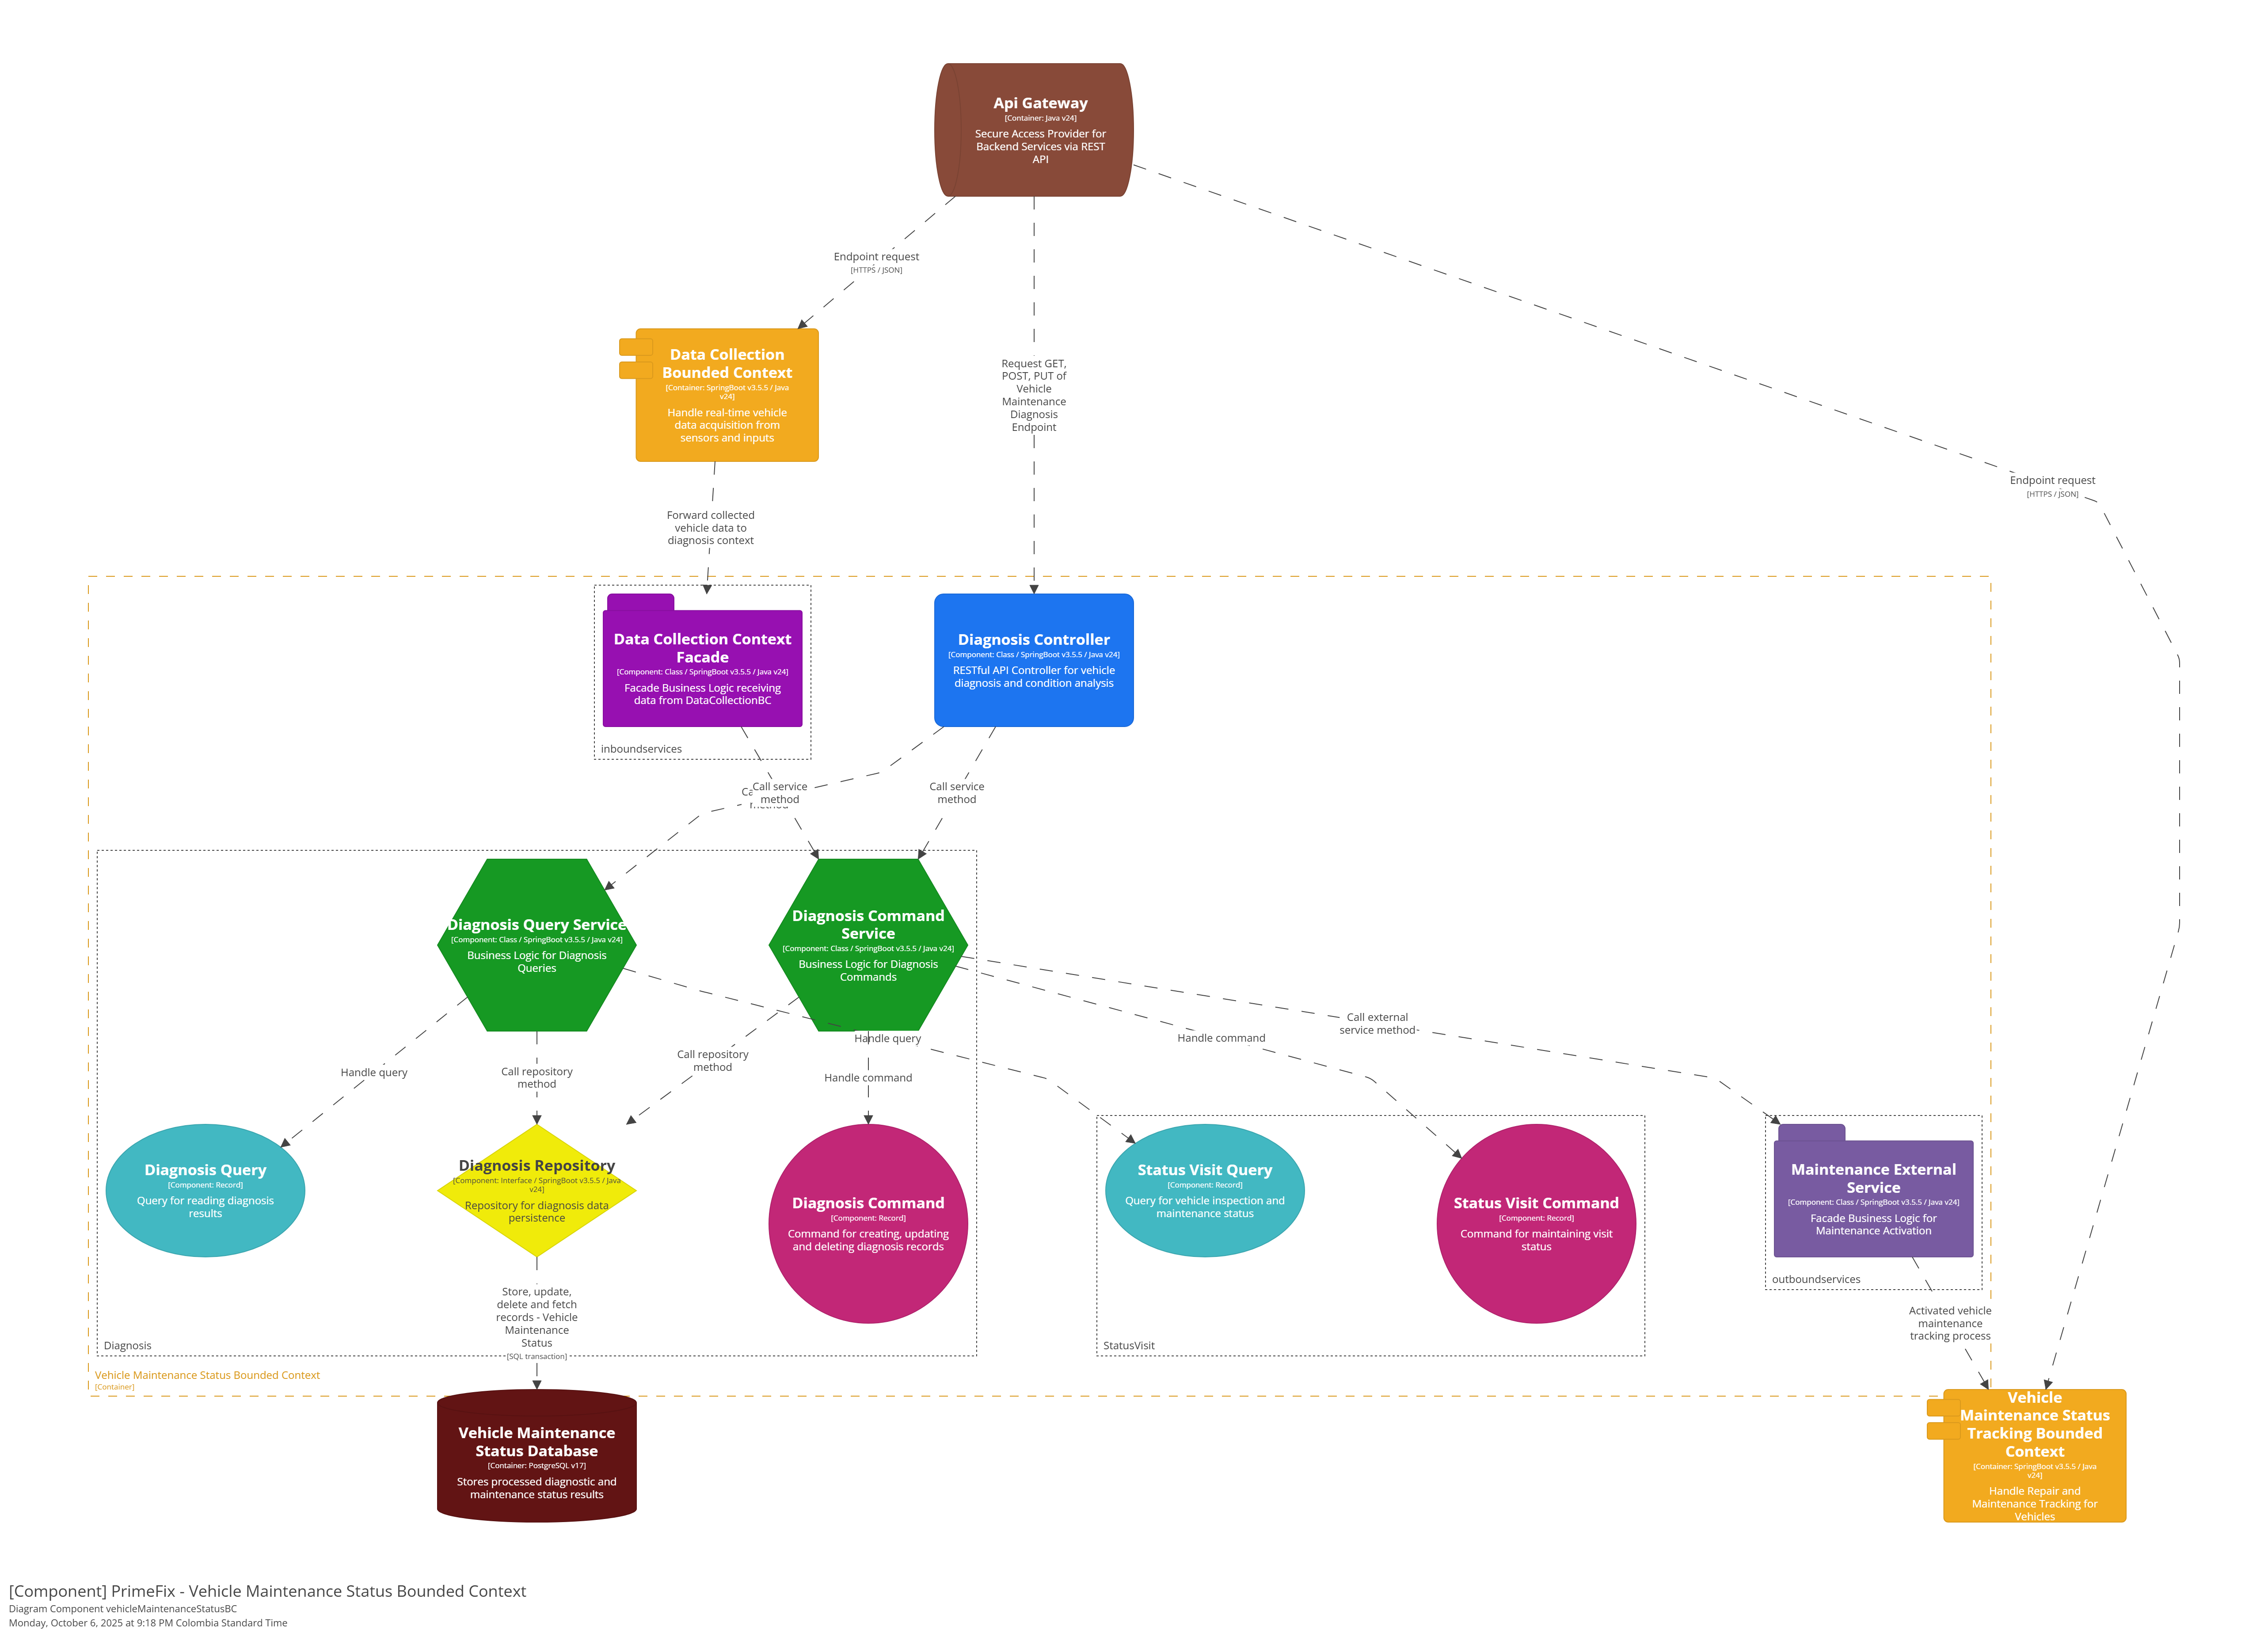 Api Gateway
[Container: Java v24]
Secure Access Provider for
Backend Services via REST
API
Endpoint request
[HTTPS / JSON]
Data Collection
Bounded Context
[Container: SpringBoot v3.5.5 / Java
v24]
Handle real-time vehicle
data acquisition from
sensors and inputs
Request GET,
POST, PUT of
Vehicle
Maintenance
Diagnosis
Endpoint
Endpoint request
[HTTPS / JSON]
Forward collected
vehicle data to
diagnosis context
Data Collection Context
Facade
[Component: Class / SpringBoot v3.5.5 / Java v24]
Facade Business Logic receiving
data from DataCollectionBC
inboundservices
Diagnosis Controller
[Component: Class / SpringBoot v3.5.5 / Java v24]
RESTful API Controller for vehicle
diagnosis and condition analysis
Call service
method
Call service
method
Diagnosis Query Service
[Component: Class / SpringBoot v3.5.5 / Java v24]
Business Logic for Diagnosis
Queries
Diagnosis Command
Service
[Component: Class / SpringBoot v3.5.5 / Java v24]
Business Logic for Diagnosis
Commands
Call external
service method
Handle command
Handle query
Call repository
method
Handle command
Call repository
method
Handle query
Diagnosis Query
[Component: Record]
Query for reading diagnosis
results
Diagnosis Repository
[Component: Interface / SpringBoot v3.5.5 / Java
v24]
Repository for diagnosis data
persistence
Diagnosis Command
[Component: Record]
Command for creating, updating
and deleting diagnosis records
Status Visit Query
[Component: Record]
Query for vehicle inspection and
maintenance status
Status Visit Command
[Component: Record]
Command for maintaining visit
status
Maintenance External
Service
[Component: Class / SpringBoot v3.5.5 / Java v24]
Facade Business Logic for
Maintenance Activation
outboundservices
Store, update,
delete and fetch
records - Vehicle
Maintenance
Status
[SQL transaction]
Activated vehicle
maintenance
tracking process
Diagnosis
StatusVisit
Vehicle Maintenance Status Bounded Context
[Container]
Vehicle Maintenance
Status Database
[Container: PostgreSQL v17]
Stores processed diagnostic and
maintenance status results
Vehicle
Maintenance Status
Tracking Bounded
Context
[Container: SpringBoot v3.5.5 / Java
v24]
Handle Repair and
Maintenance Tracking for
Vehicles
[Component] PrimeFix - Vehicle Maintenance Status Bounded Context
Diagram Component vehicleMaintenanceStatusBC
Monday, October 6, 2025 at 9:18 PM Colombia Standard Time